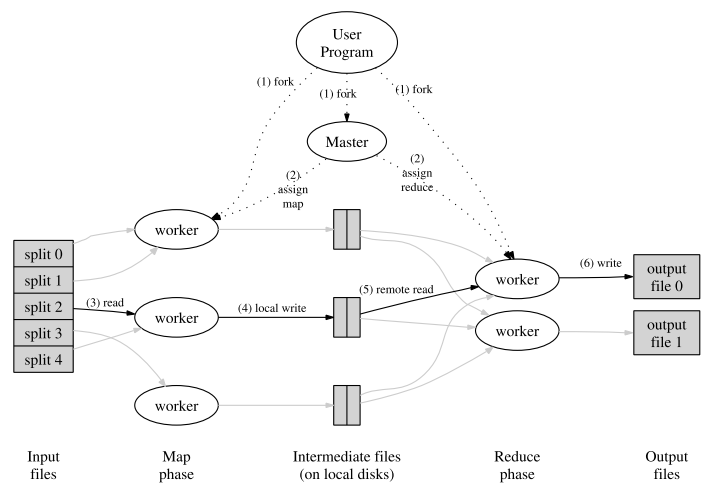 User
Program
(1) fork
(1) fork
(1) fork
Master
(2)
assign
map
(2)
assign
reduce
worker
split 0
split 1
split 2
split 3
split 4
(3) read
worker
(4) local write
(5) remote read
worker
worker
worker
(6) write
output
file 0
output
file 1
Input
files
Map
phase
Intermediate files
(on local disks)
Reduce
phase
Output
files